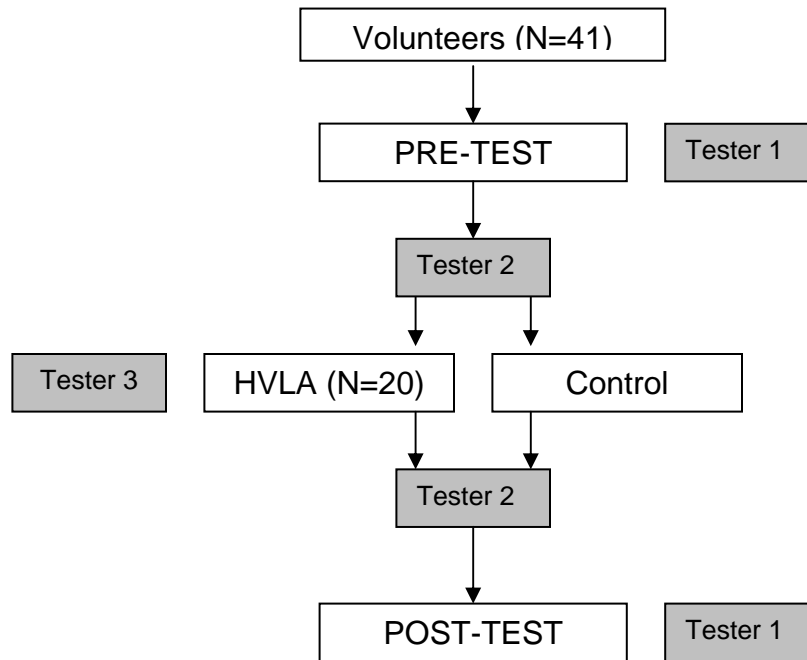 Volunteers (N=41)
PRE-TEST
Tester 1
Tester 2
Tester 3
HVLA (N=20)
Control
Tester 2
POST-TEST
Tester 1